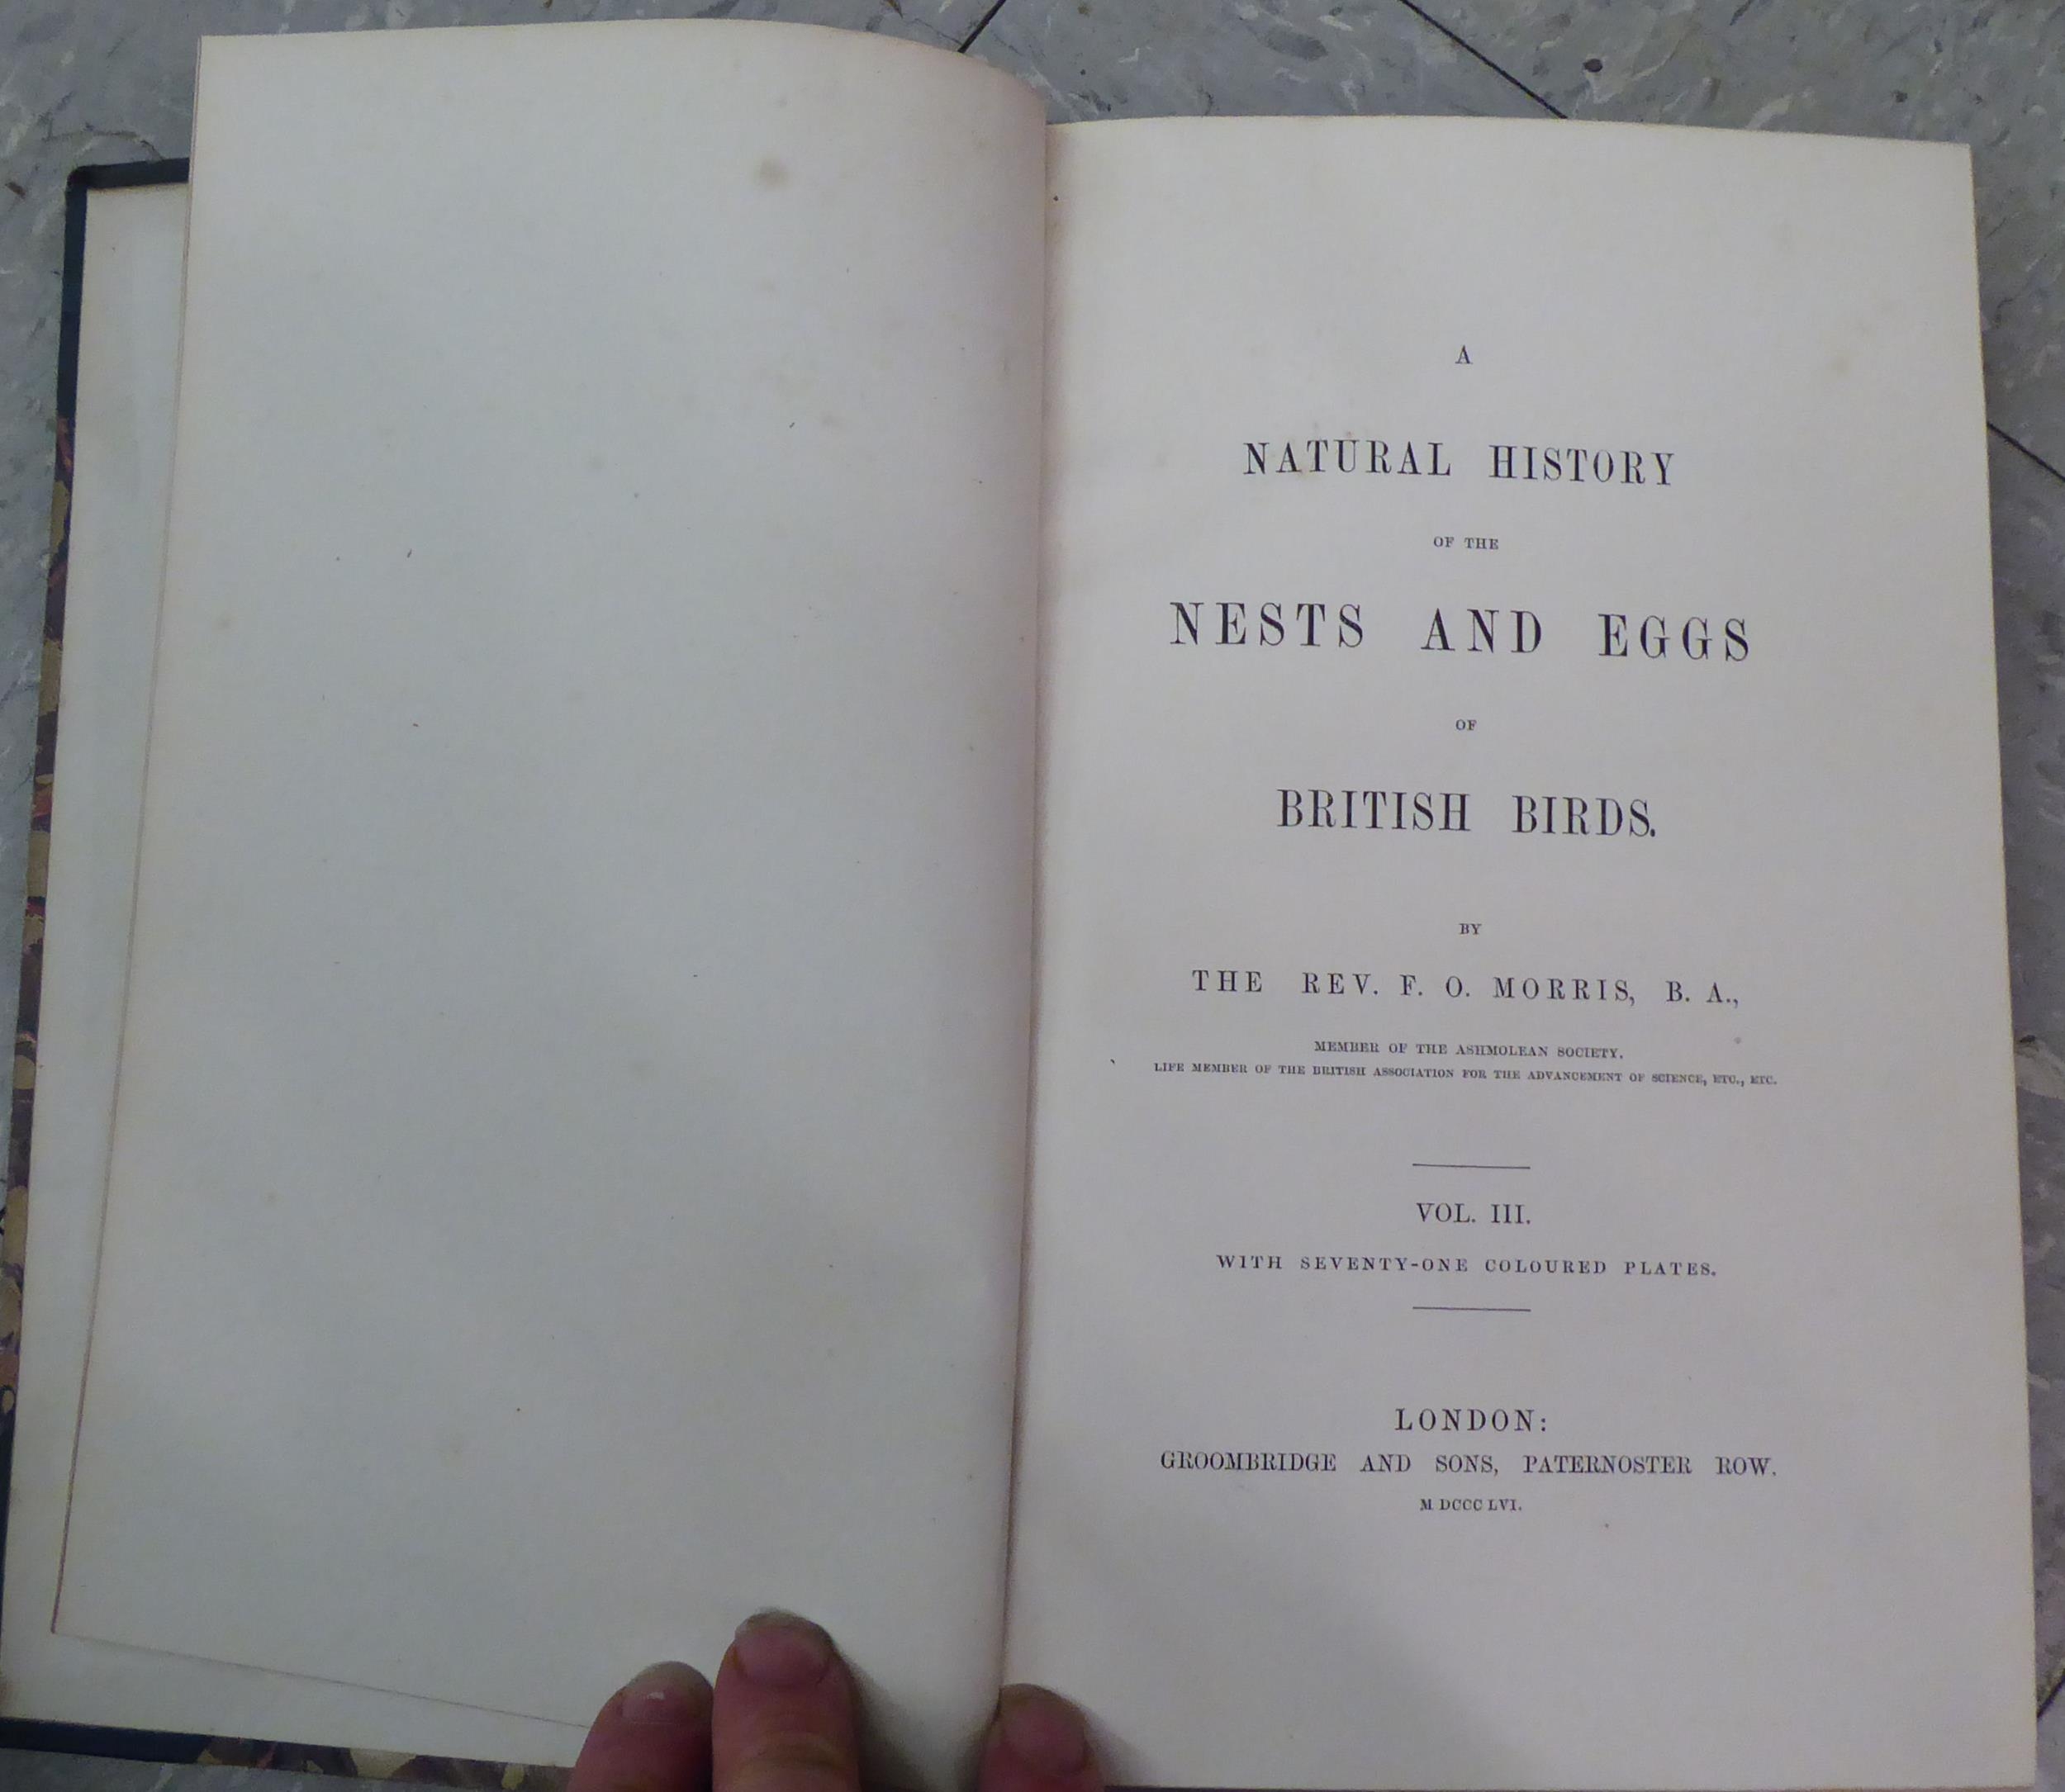 A
NATURAL HISTORY
OF THE
NESTS AND EGGS
OF
BRITISH BIRDS.
BY
THE REV. F. O. MORRIS, B. A.,
MEMBER OF THE ASHMOLEAN SOCIETY.
LIFE MEMBER OF THE BRITISH ASSOCIATION FOR THE ADVANCEMENT OF SCIENCE, ETC., ETC.
VOL. III.
WITH SEVENTY-ONE COLOURED PLATES.
LONDON:
GROOMBRIDGE AND SONS, PATERNOSTER ROW.
M DCCC LVI.